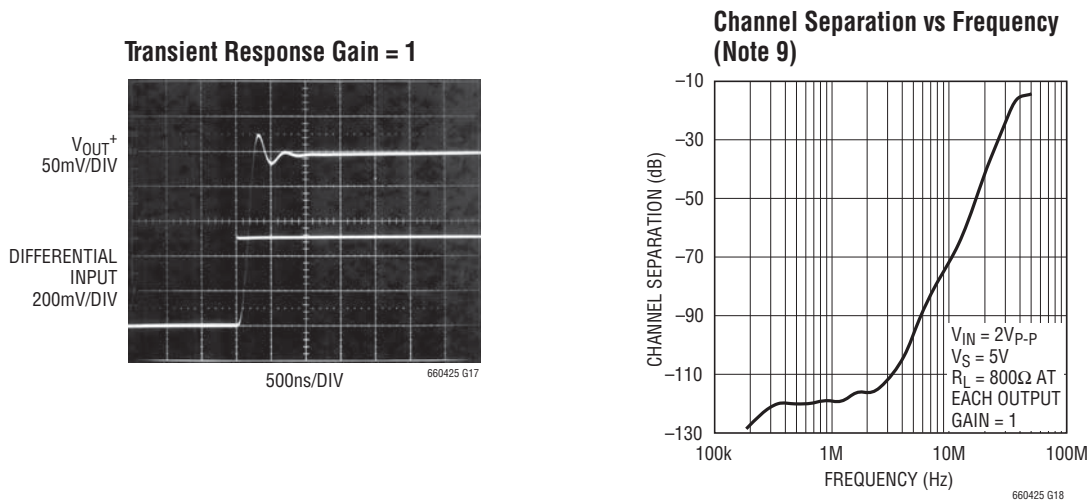 Transient Response Gain = 1
VOUT+
50mV/DIV
DIFFERENTIAL
INPUT
200mV/DIV
500ns/DIV
660425 G17
Channel Separation vs Frequency
(Note 9)
CHANNEL SEPARATION (dB)
–10
–30
–50
–70
–90
–110
–130
VIN = 2VP-P
VS = 5V
RL = 800Ω AT
EACH OUTPUT
GAIN = 1
100k
1M
10M
100M
FREQUENCY (Hz)
660425 G18